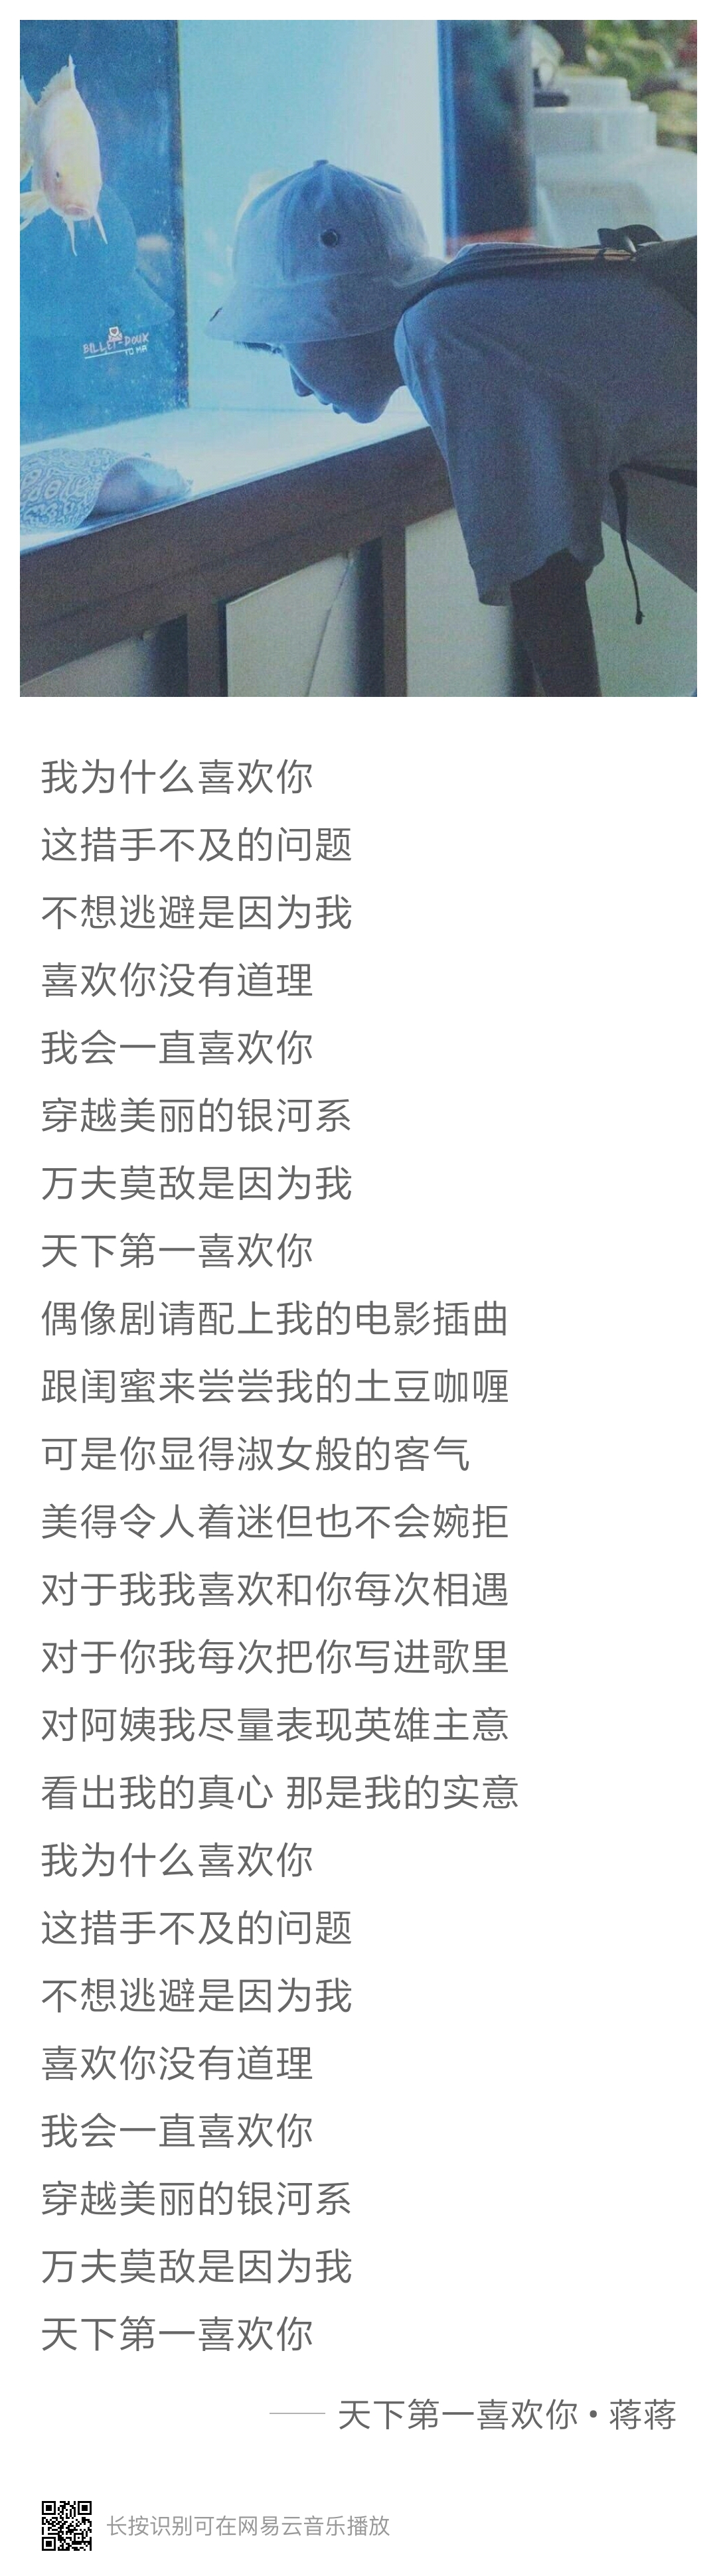 BILLET-DOUX
TO MA
我为什么喜欢你
这措手不及的问题
不想逃避是因为我
喜欢你没有道理
我会一直喜欢你
穿越美丽的银河系
万夫莫敌是因为我
天下第一喜欢你
偶像剧请配上我的电影插曲
跟闺蜜来尝尝我的土豆咖喱
可是你显得淑女般的客气
美得令人着迷但也不会婉拒
对于我我喜欢和你每次相遇
对于你我每次把你写进歌里
对阿姨我尽量表现英雄主意
看出我的真心 那是我的实意
我为什么喜欢你
这措手不及的问题
不想逃避是因为我
喜欢你没有道理
我会一直喜欢你
穿越美丽的银河系
万夫莫敌是因为我
天下第一喜欢你
—— 天下第一喜欢你 • 蒋蒋
长按识别可在网易云音乐播放